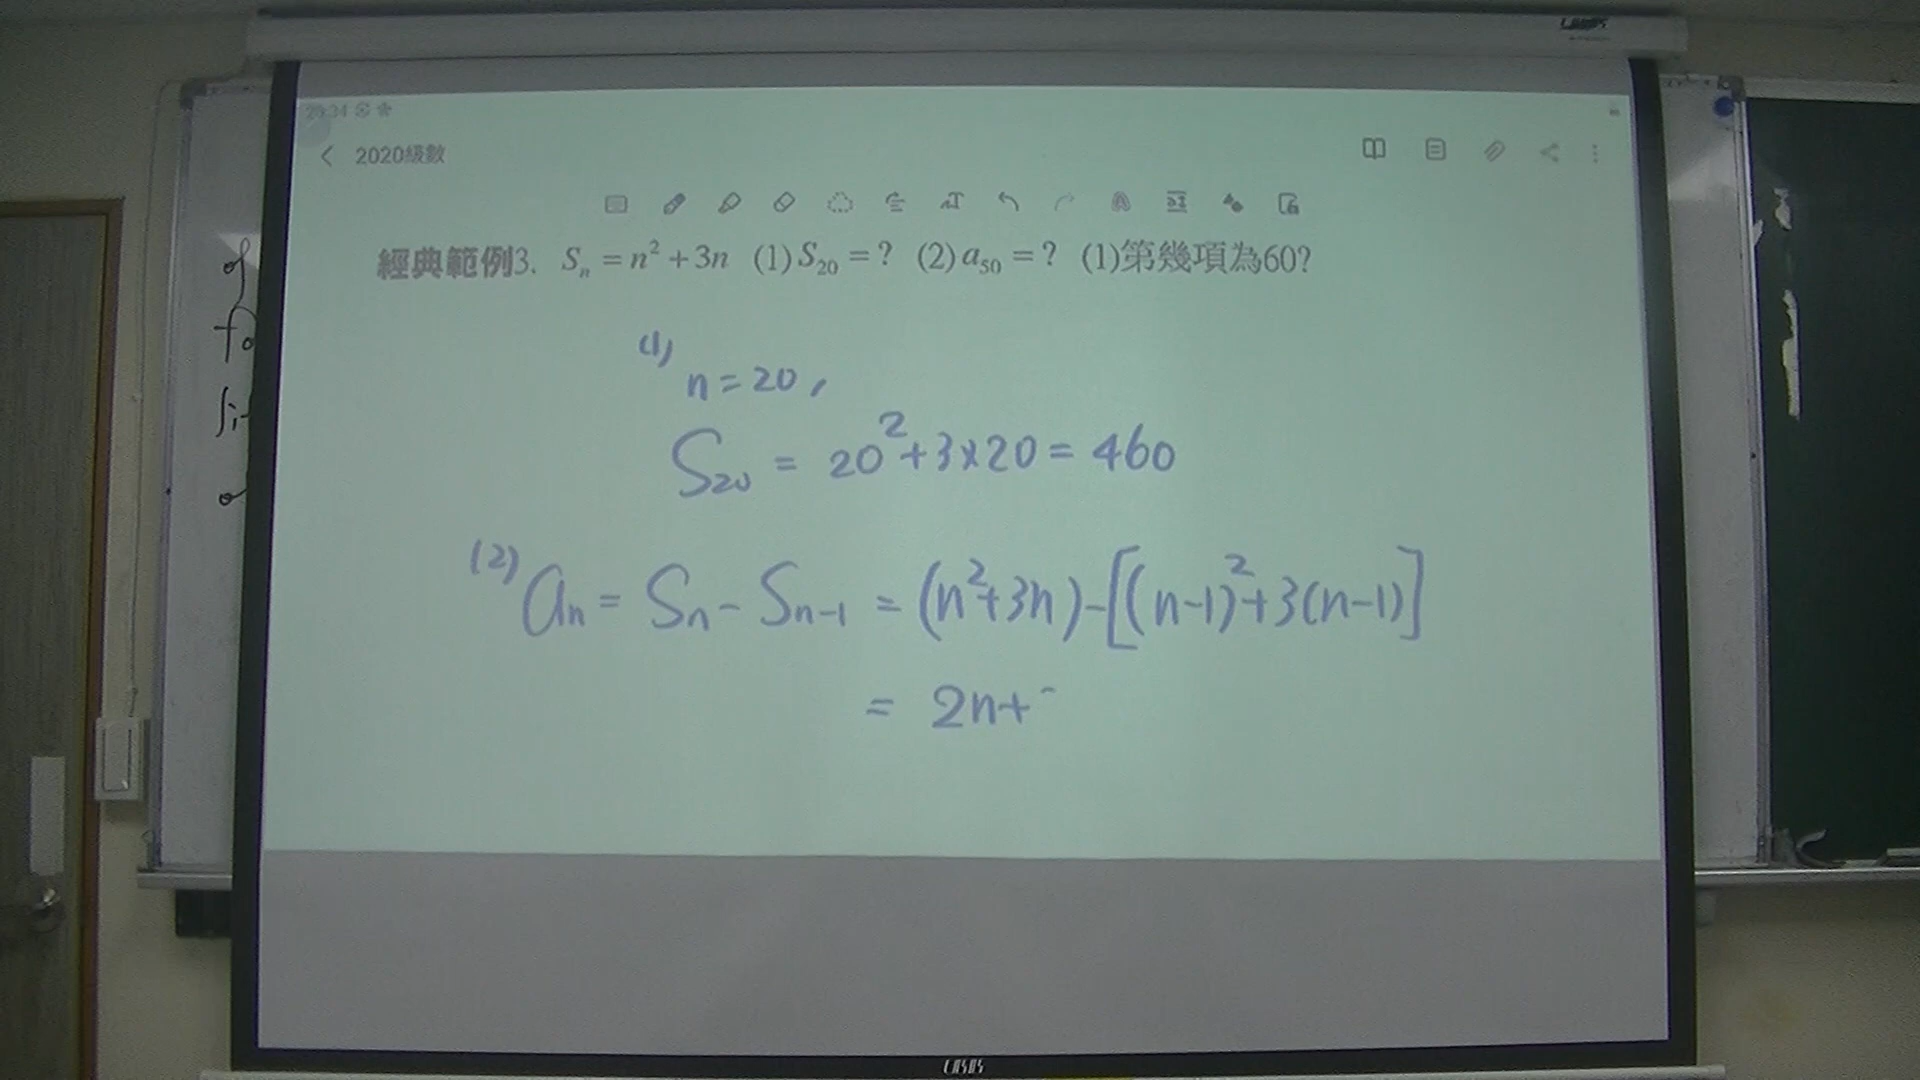 2020級數
經典範例3. Sₙ = n² + 3n (1) S₂₀ = ? (2) a₅₀ = ? (1)第幾項為60?
(1)
n = 20,
S₂₀ = 20² + 3 × 20 = 460
(2) aₙ = Sₙ - Sₙ₋₁ = (n² + 3n) - [(n-1)² + 3(n-1)]
= 2n+